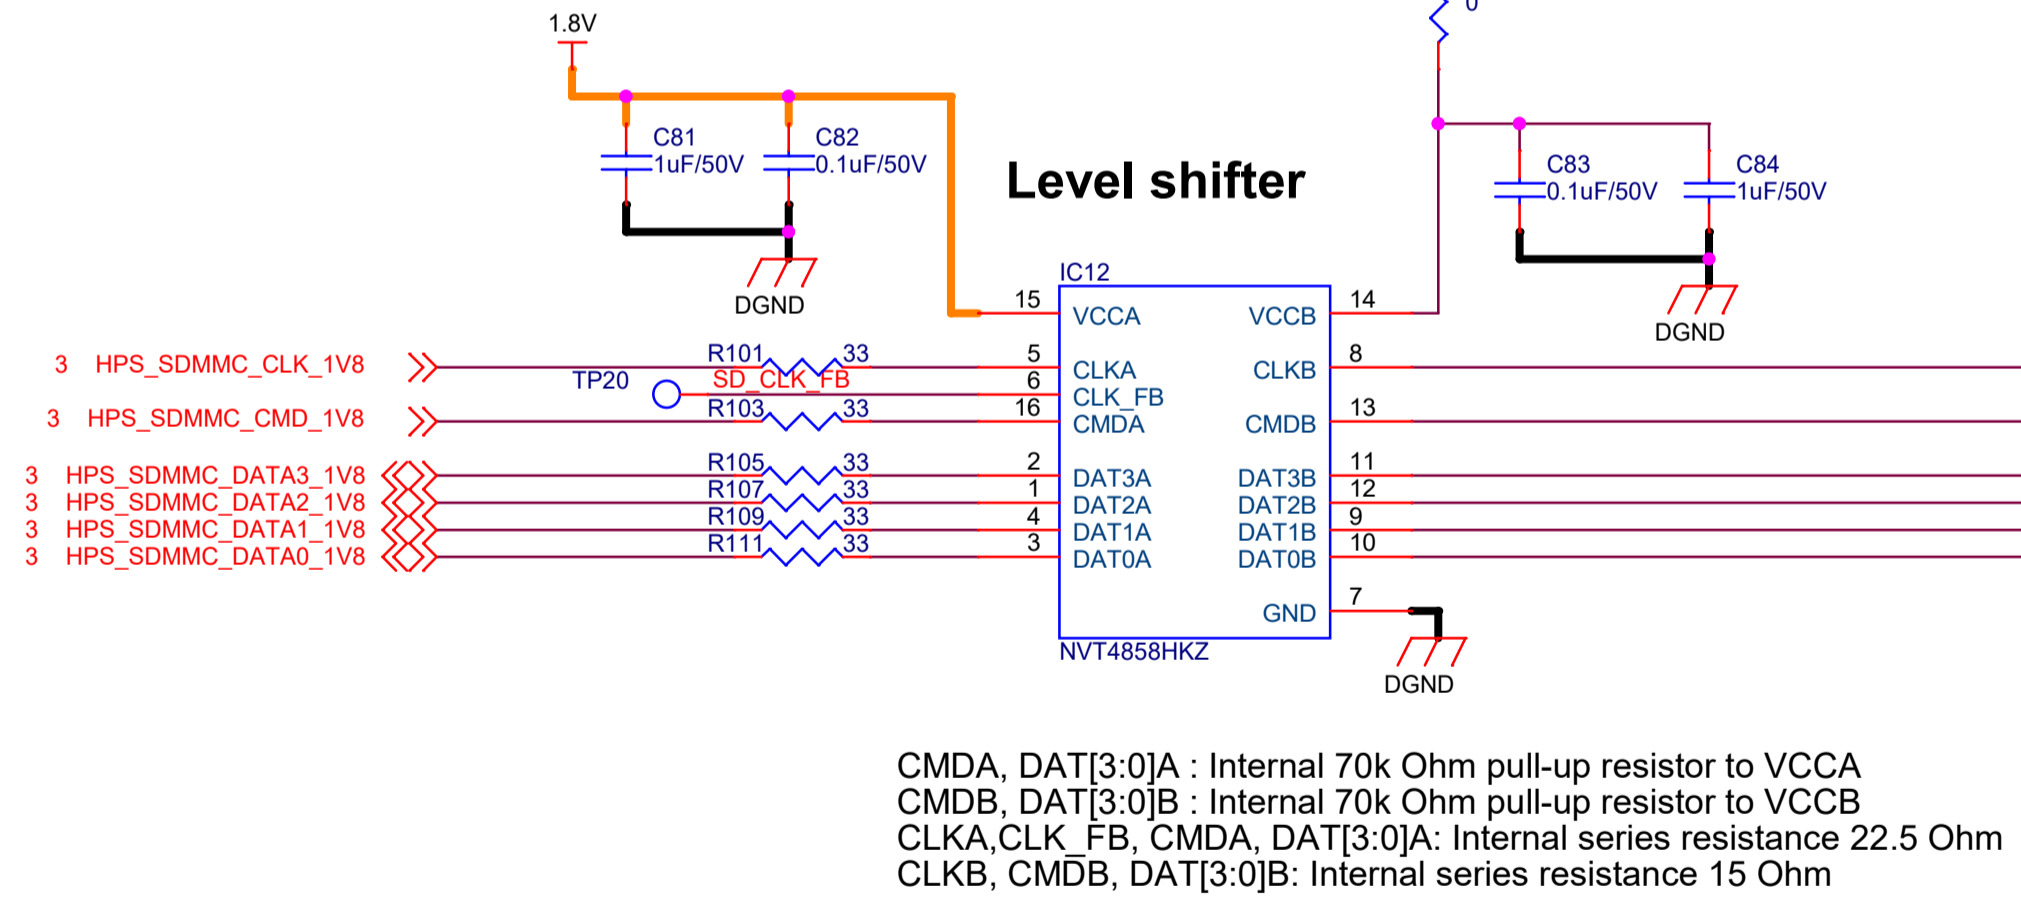 1.8V
0
C81
1uF/50V
C82
0.1uF/50V
DGND
Level shifter
C83
0.1uF/50V
C84
1uF/50V
DGND
IC12
15 VCCA VCCB 14
3 HPS_SDMMC_CLK_1V8 R101 33 5 CLKA CLKB 8
TP20 SD_CLK_FB 6 CLK_FB
3 HPS_SDMMC_CMD_1V8 R103 33 16 CMDA CMDB 13
3 HPS_SDMMC_DATA3_1V8 R105 33 2 DAT3A DAT3B 11
3 HPS_SDMMC_DATA2_1V8 R107 33 1 DAT2A DAT2B 12
3 HPS_SDMMC_DATA1_1V8 R109 33 4 DAT1A DAT1B 9
3 HPS_SDMMC_DATA0_1V8 R111 33 3 DAT0A DAT0B 10
GND 7
NVT4858HKZ
DGND
CMDA, DAT[3:0]A : Internal 70k Ohm pull-up resistor to VCCA
CMDB, DAT[3:0]B : Internal 70k Ohm pull-up resistor to VCCB
CLKA,CLK_FB, CMDA, DAT[3:0]A: Internal series resistance 22.5 Ohm
CLKB, CMDB, DAT[3:0]B: Internal series resistance 15 Ohm